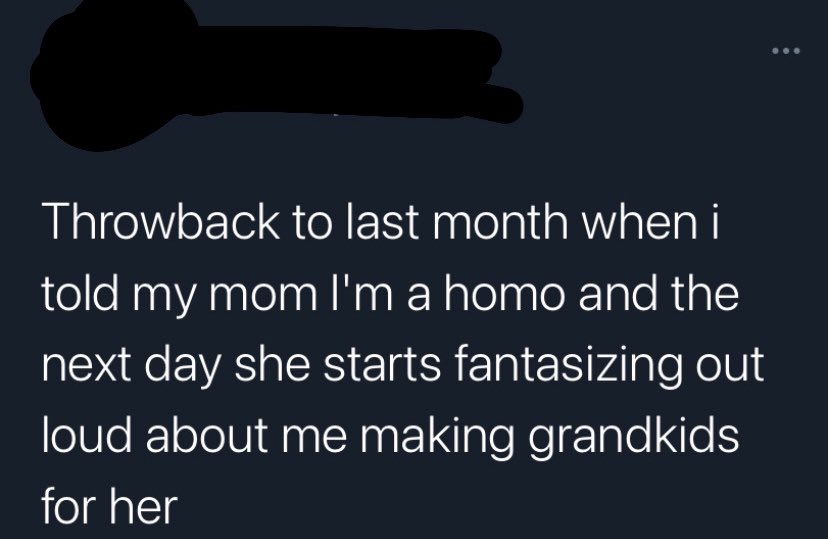 Throwback to last month when i
told my mom I'm a homo and the
next day she starts fantasizing out
loud about me making grandkids
for her